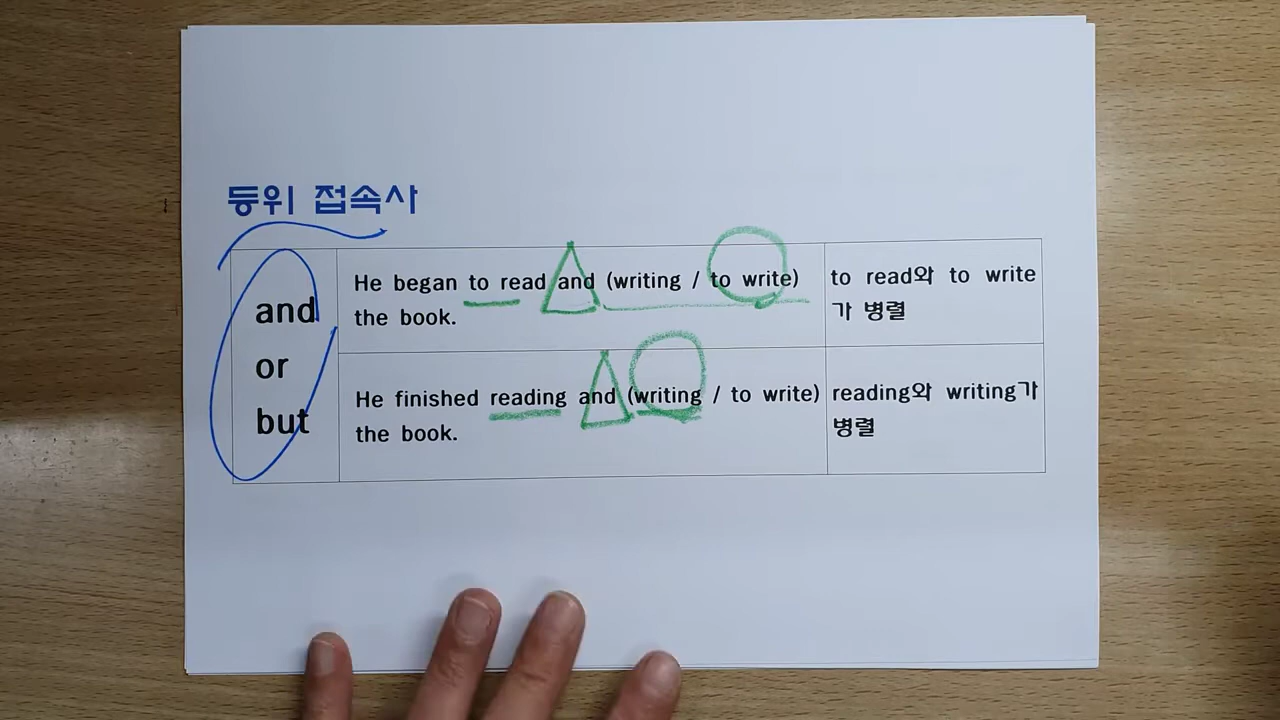 등위 접속사
and
or
but
He began to read and (writing / to write)
the book.
to read와 to write
가 병렬
He finished reading and (writing / to write)
the book.
reading와 writing가
병렬